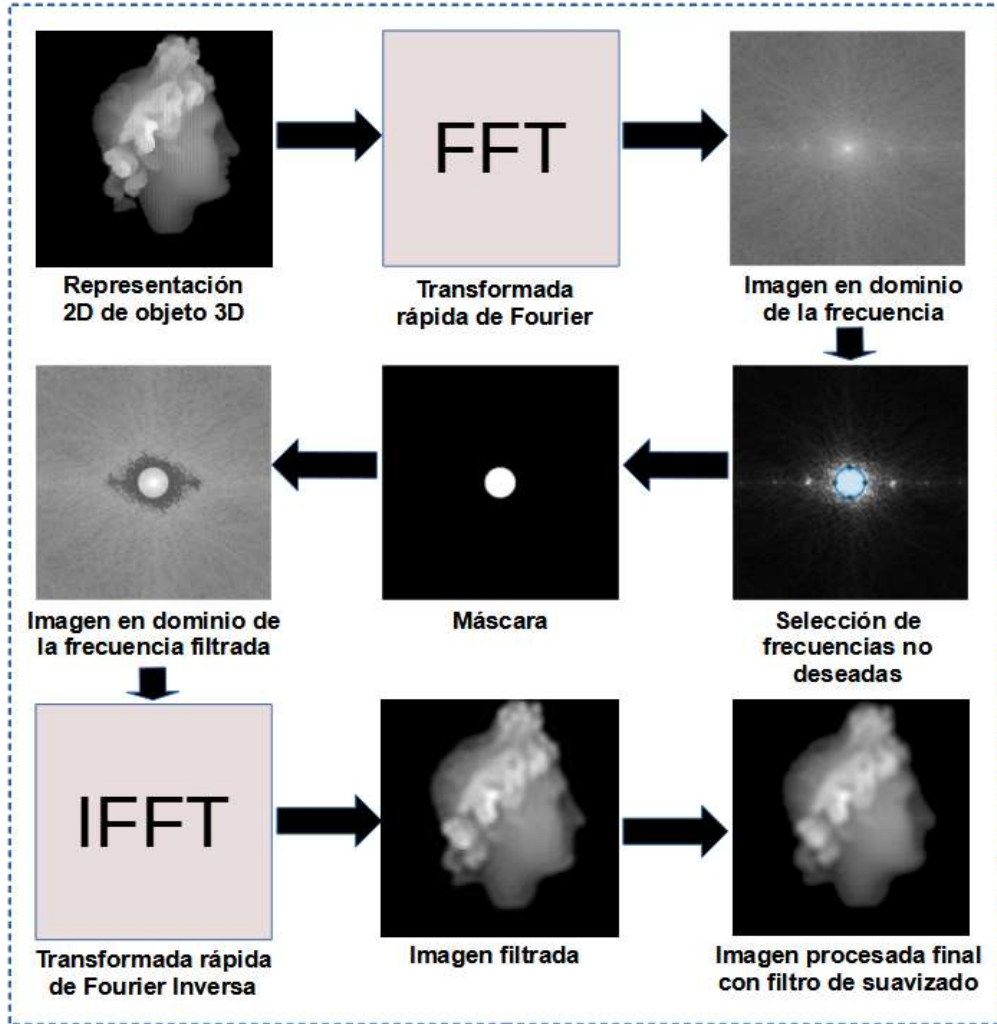 FFT
Representación
2D de objeto 3D
Transformada
rápida de Fourier
Imagen en dominio
de la frecuencia
Imagen en dominio de
la frecuencia filtrada
Máscara
Selección de
frecuencias no
deseadas
IFFT
Transformada rápida
de Fourier Inversa
Imagen filtrada
Imagen procesada final
con filtro de suavizado